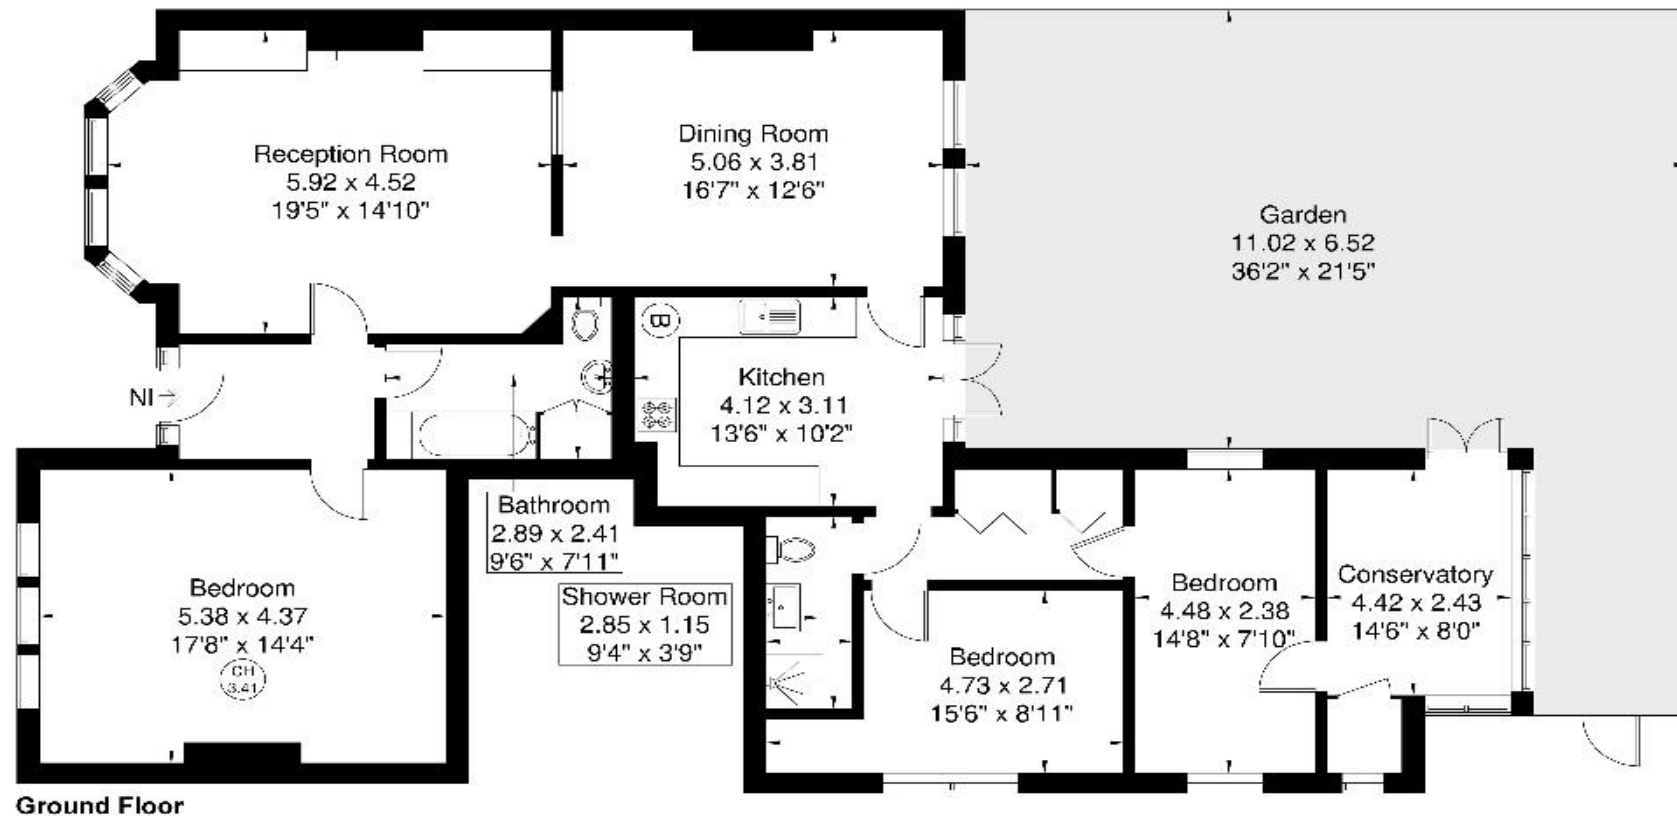 Reception Room
5.92 x 4.52
19'5" x 14'10"
Dining Room
5.06 x 3.81
16'7" x 12'6"
Garden
11.02 x 6.52
36'2" x 21'5"
B
Kitchen
4.12 x 3.11
13'6" x 10'2"
NI
Bathroom
2.89 x 2.41
9'6" x 7'11"
Shower Room
2.85 x 1.15
9'4" x 3'9"
Bedroom
5.38 x 4.37
17'8" x 14'4"
CH
3.41
Bedroom
4.73 x 2.71
15'6" x 8'11"
Bedroom
4.48 x 2.38
14'8" x 7'10"
Conservatory
4.42 x 2.43
14'6" x 8'0"
Ground Floor